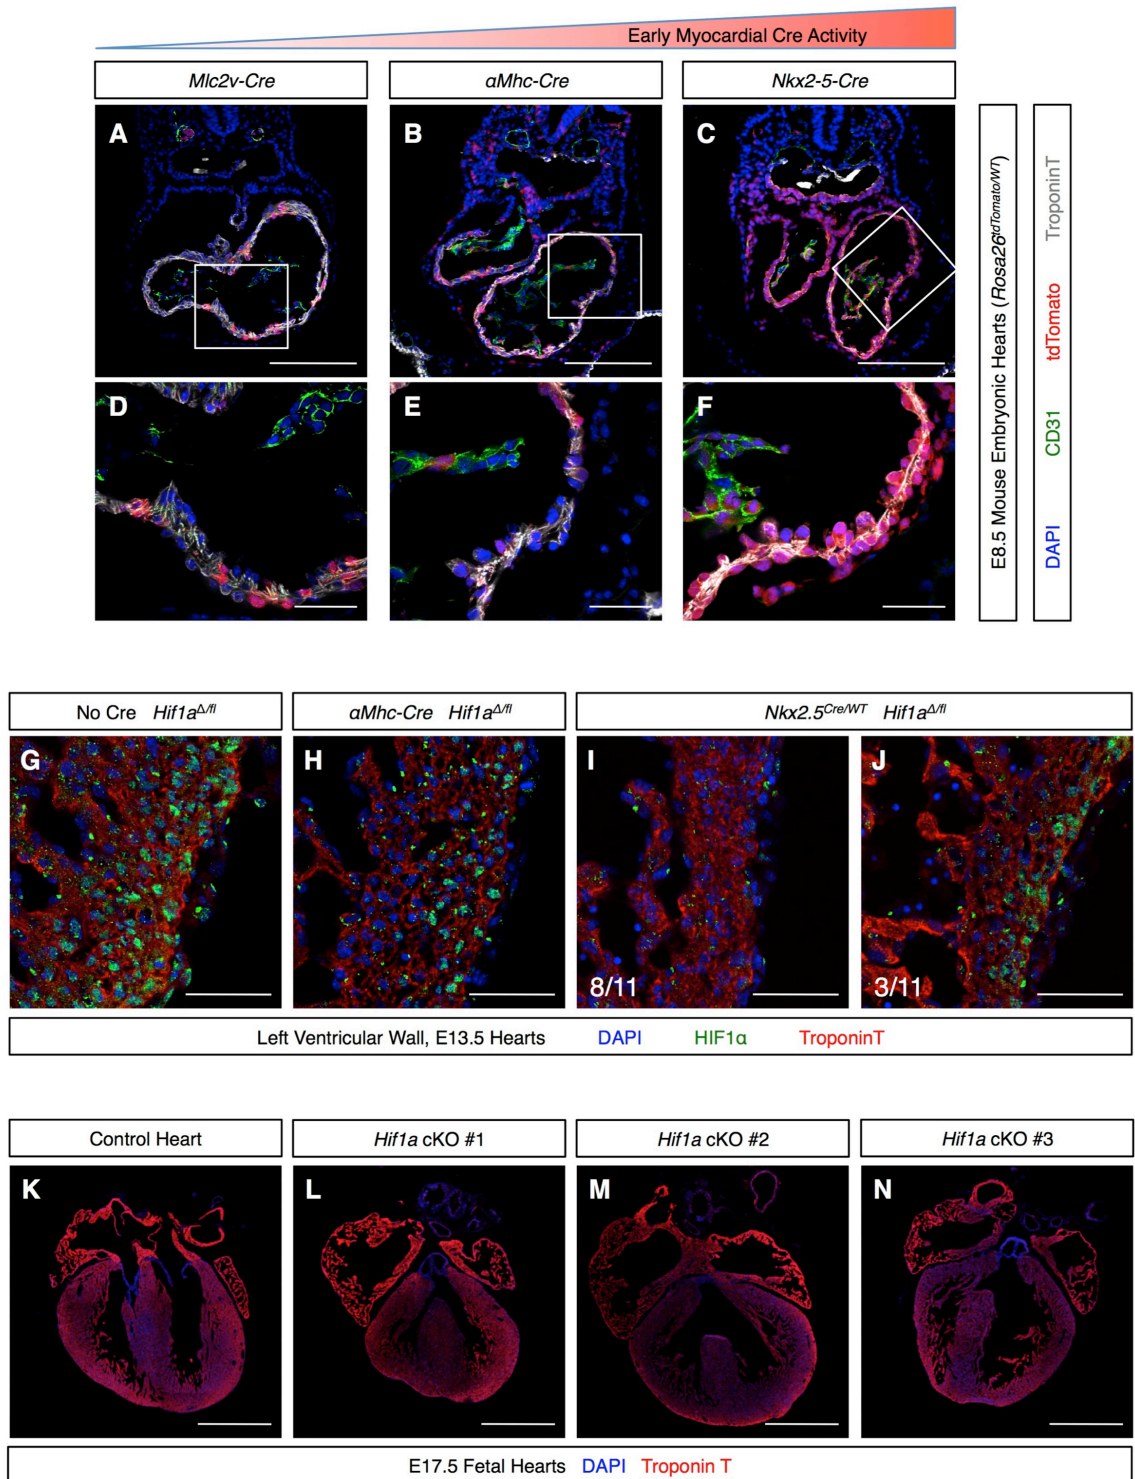 Early Myocardial Cre Activity
Mlc2v-Cre
αMhc-Cre
Nkx2-5-Cre
A
B
C
D
E
F
E8.5 Mouse Embryonic Hearts (Rosa26tdTomato/WT)
DAPI CD31 tdTomato TroponinT
No Cre Hif1aΔ/fl
αMhc-Cre Hif1aΔ/fl
Nkx2.5Cre/WT Hif1aΔ/fl
G
H
I
J
8/11
3/11
Left Ventricular Wall, E13.5 Hearts DAPI HIF1α TroponinT
Control Heart
Hif1a cKO #1
Hif1a cKO #2
Hif1a cKO #3
K
L
M
N
E17.5 Fetal Hearts DAPI Troponin T